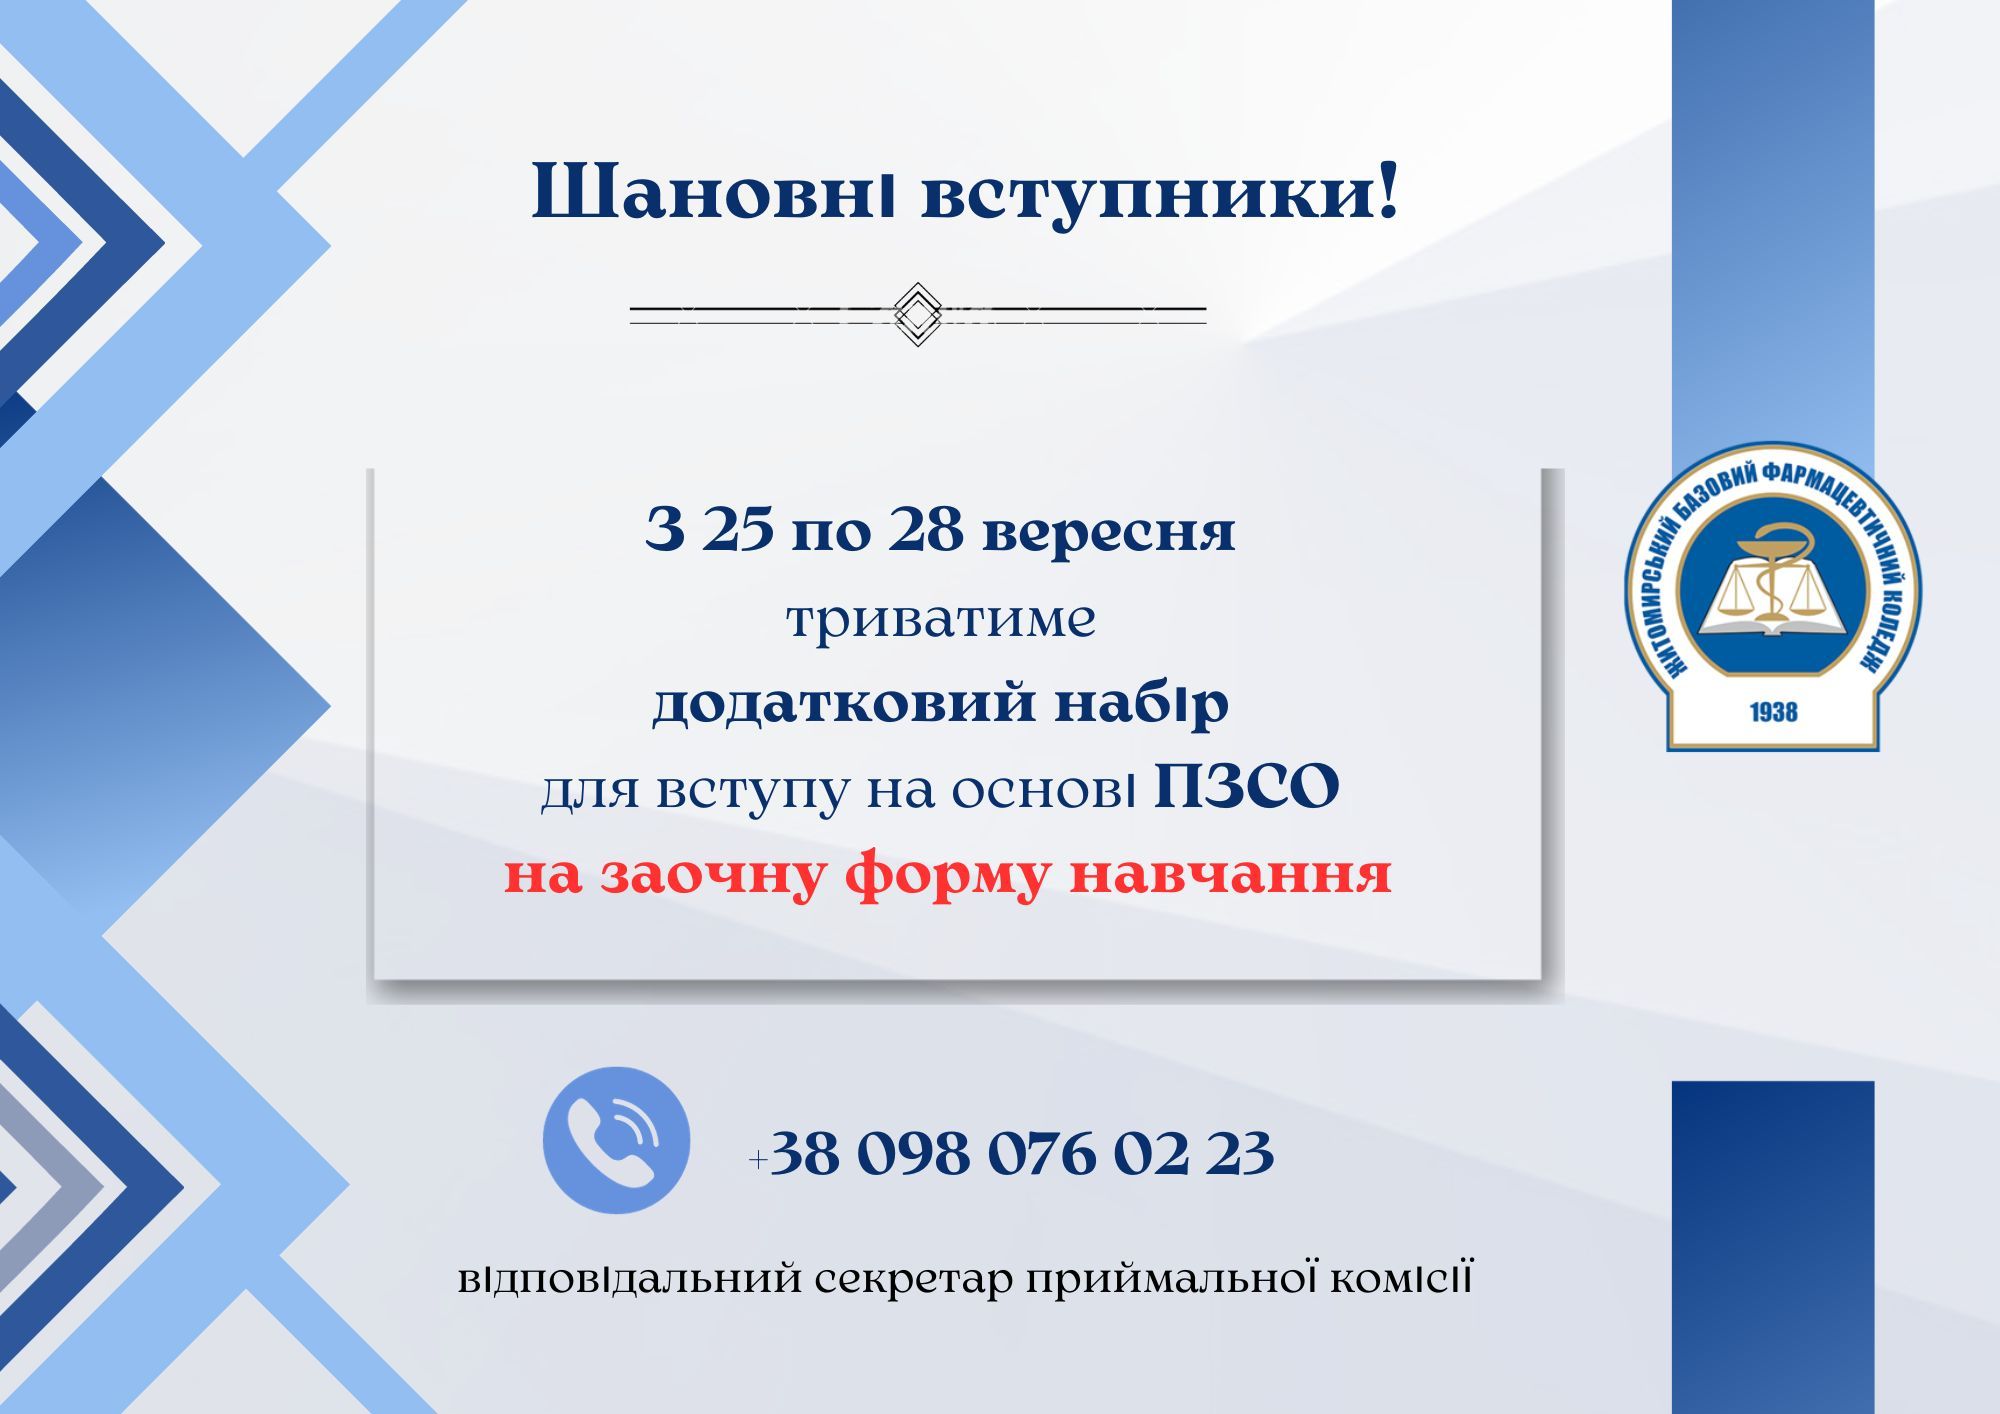 Шановні вступники!
З 25 по 28 вересня
триватиме
додатковий набір
для вступу на основі ПЗСО
на заочну форму навчання
ЖИТОМИРСЬКИЙ БАЗОВИЙ ФАРМАЦЕВТИЧНИЙ КОЛЕДЖ
1938
+38 098 076 02 23
відповідальний секретар приймальної комісії